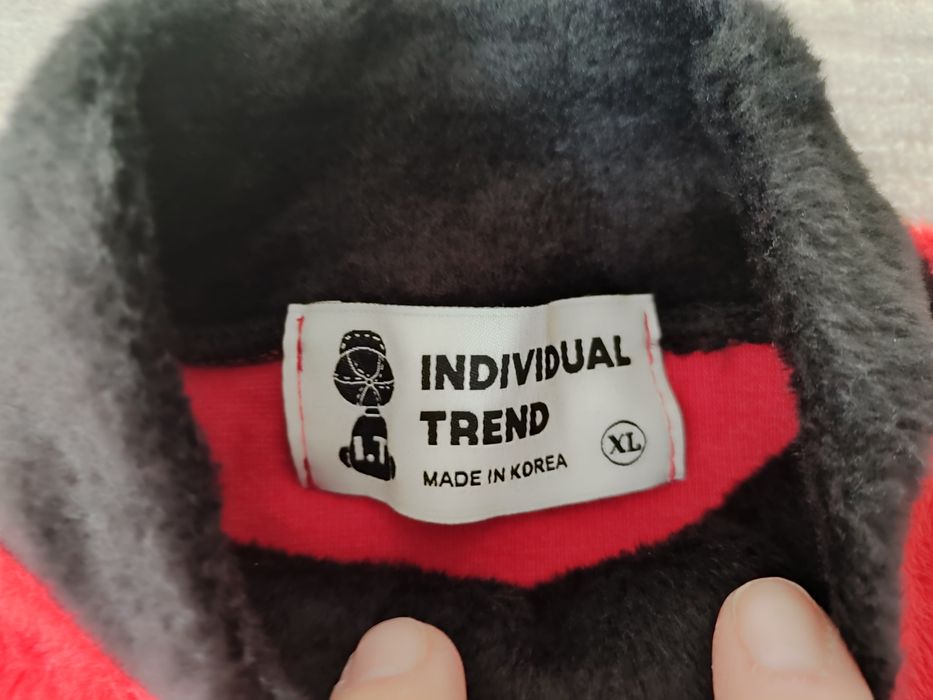 I.T
INDIVIDUAL
TREND
MADE IN KOREA
XL